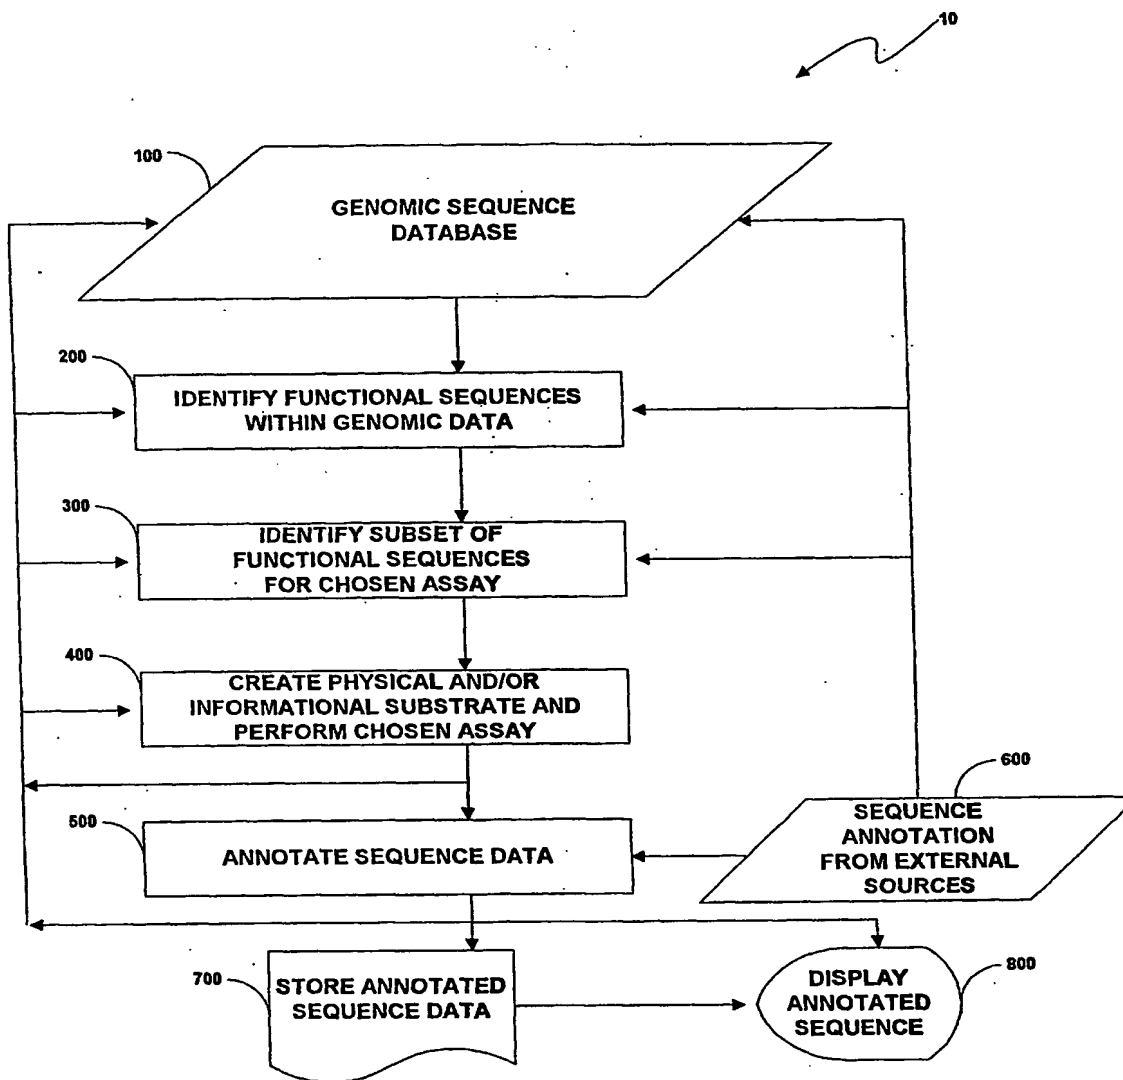 10
100
GENOMIC SEQUENCE
DATABASE
200
IDENTIFY FUNCTIONAL SEQUENCES
WITHIN GENOMIC DATA
300
IDENTIFY SUBSET OF
FUNCTIONAL SEQUENCES
FOR CHOSEN ASSAY
400
CREATE PHYSICAL AND/OR
INFORMATIONAL SUBSTRATE AND
PERFORM CHOSEN ASSAY
500
ANNOTATE SEQUENCE DATA
600
SEQUENCE
ANNOTATION
FROM EXTERNAL
SOURCES
700
STORE ANNOTATED
SEQUENCE DATA
800
DISPLAY
ANNOTATED
SEQUENCE